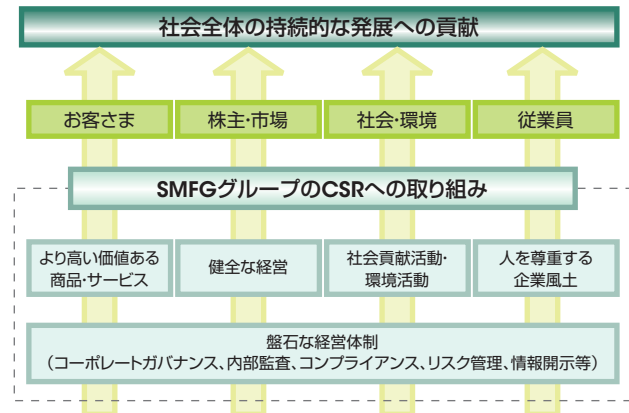 社会全体の持続的な発展への貢献
お客さま
株主・市場
社会・環境
従業員
SMFGグループのCSRへの取り組み
より高い価値ある
商品・サービス
健全な経営
社会貢献活動・
環境活動
人を尊重する
企業風土
盤石な経営体制
（コーポレートガバナンス、内部監査、コンプライアンス、リスク管理、情報開示等）